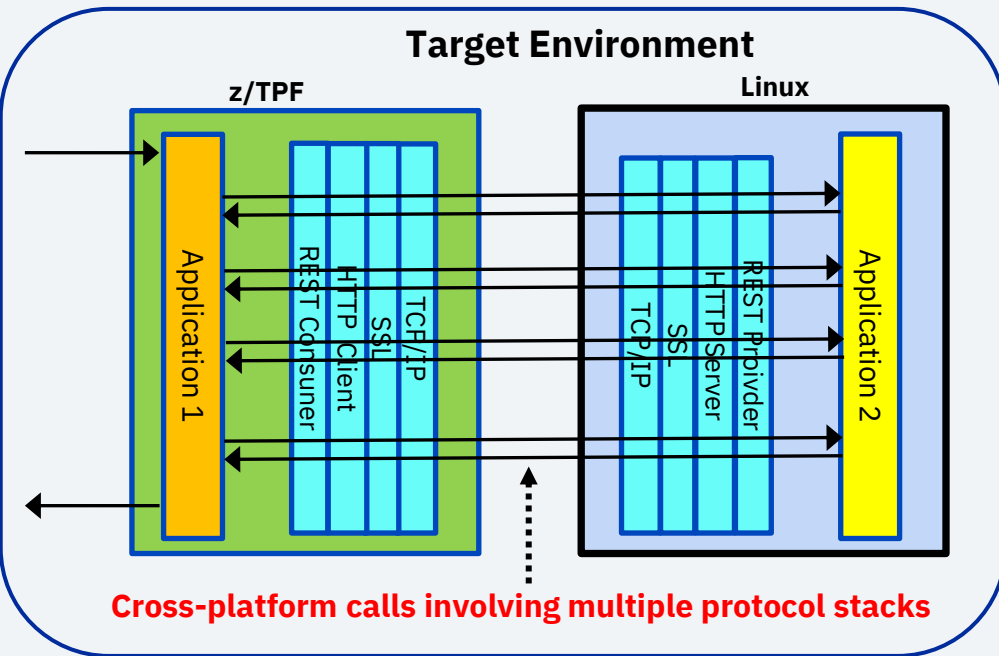 Target Environment
z/TPF
Linux
Application 1
REST Consuner
HTTP Client
SSL
TCP/IP
TCP/IP
SSL
HTTP Server
REST Proivder
Application 2
Cross-platform calls involving multiple protocol stacks